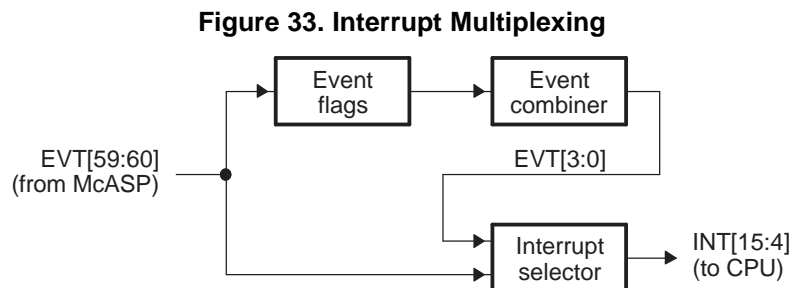 Figure 33. Interrupt Multiplexing
Event
flags
Event
combiner
EVT[59:60]
(from McASP)
EVT[3:0]
Interrupt
selector
INT[15:4]
(to CPU)